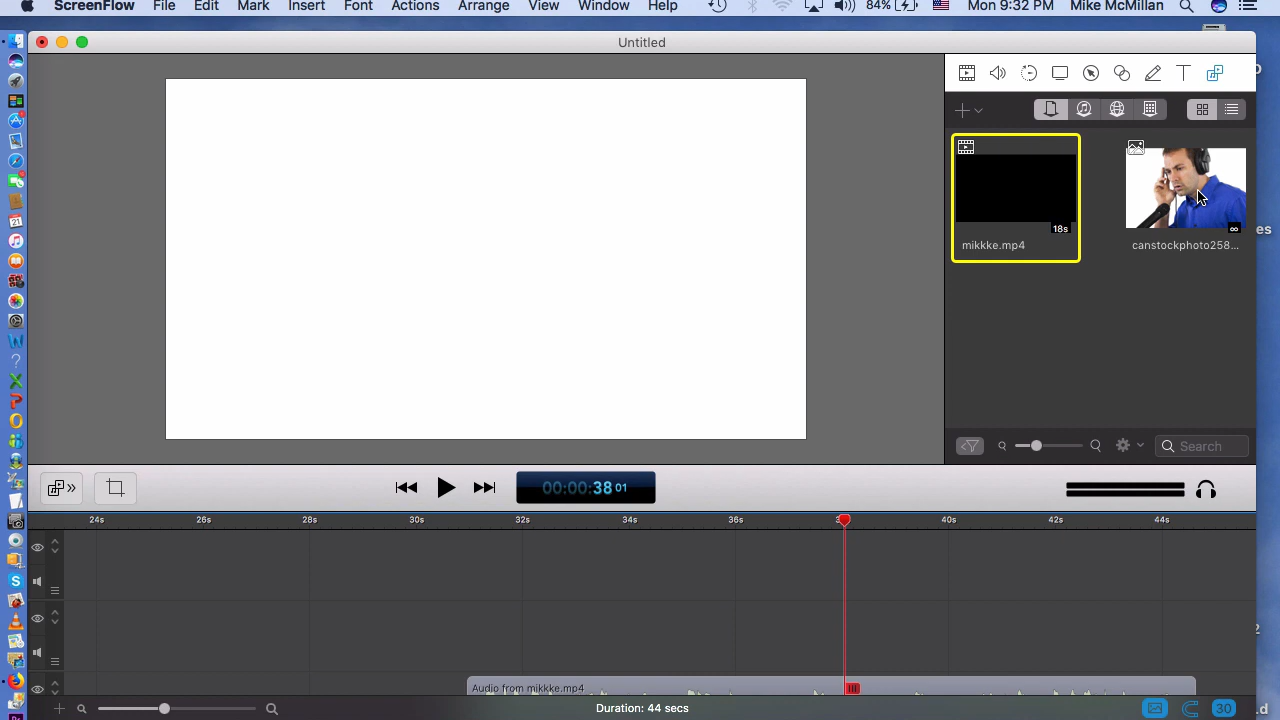 ScreenFlow File Edit Mark Insert Font Actions Arrange View Window Help 84% Mon 9:32 PM Mike McMillan
Untitled
18s
mikkke.mp4 canstockphoto258...
es
Search
00:00:38 01
24s 26s 28s 30s 32s 34s 36s 40s 42s 44s
Audio from mikkke.mp4
Duration: 44 secs 30